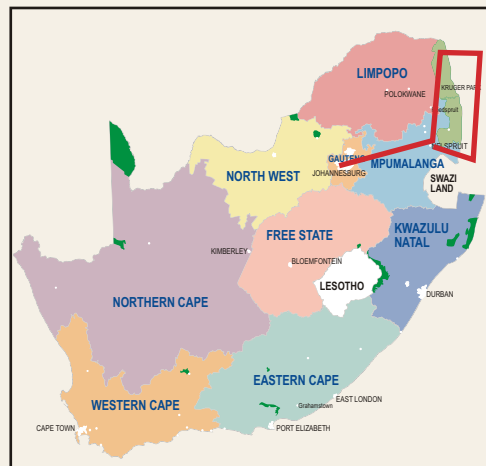 LIMPOPO
POLOKWANE
KRUGER PARK
GAUTENG
MPUMALANGA
JOHANNESBURG
NORTH WEST
SWAZI
LAND
FREE STATE
KWAZULU
NATAL
KIMBERLEY
BLOEMFONTEIN
LESOTHO
DURBAN
NORTHERN CAPE
EASTERN CAPE
WESTERN CAPE
EAST LONDON
Grahamstown
CAPE TOWN
PORT ELIZABETH